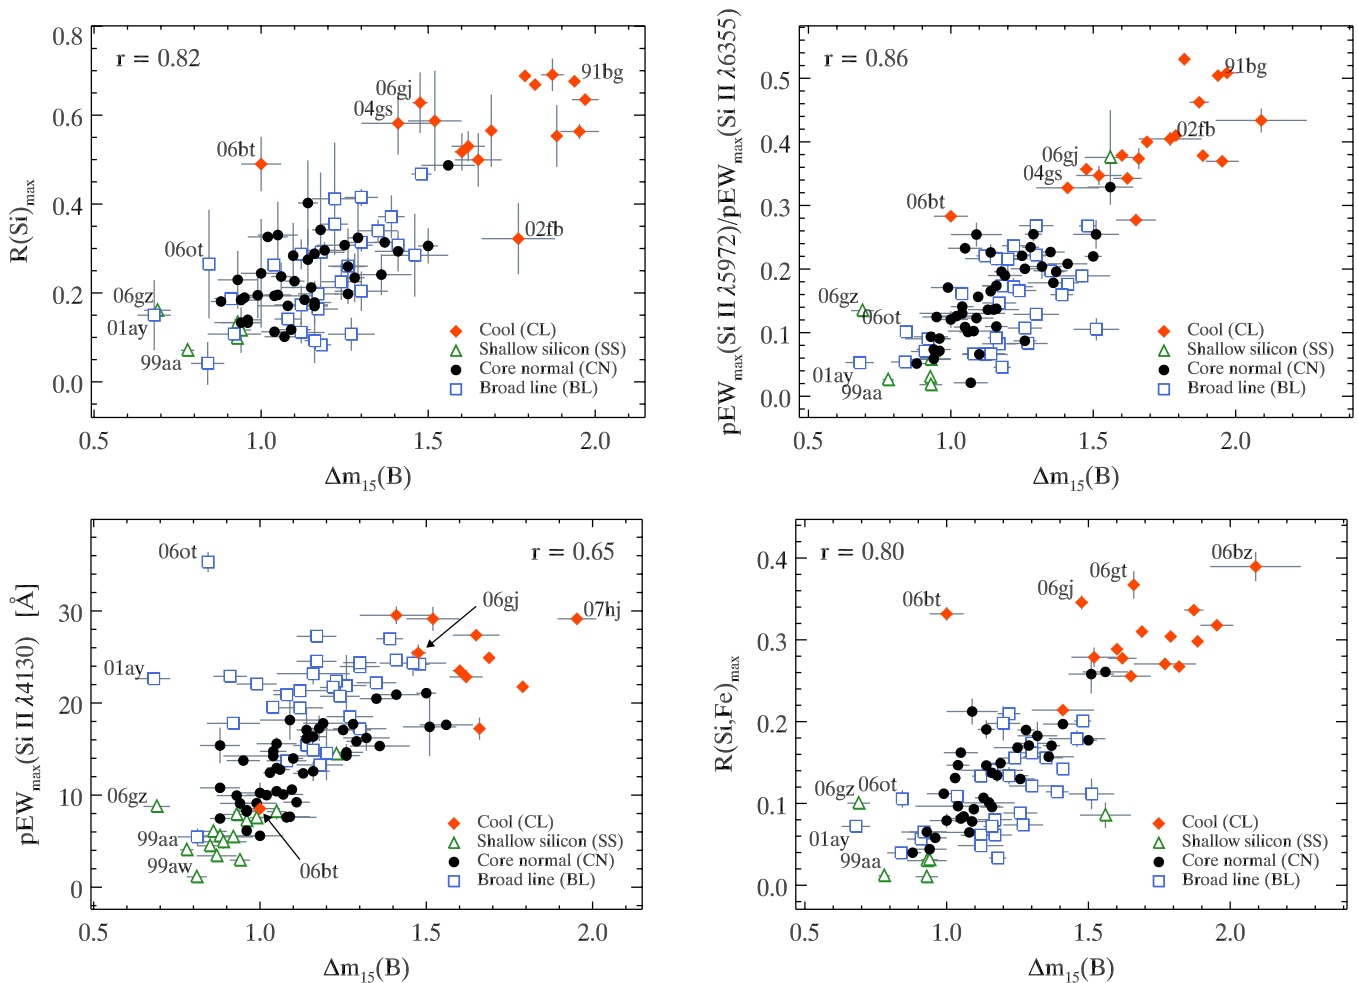 r = 0.82
R(Si)max
0.8
0.6
0.4
0.2
0.0
91bg
06gj
04gs
06bt
06ot
02fb
06gz
01ay
99aa
Cool (CL)
Shallow silicon (SS)
Core normal (CN)
Broad line (BL)
0.5 1.0 1.5 2.0
Δm15(B)
r = 0.86
pEWmax(Si II λ5972)/pEWmax(Si II λ6355)
0.5
0.4
0.3
0.2
0.1
0.0
91bg
02fb
06gj
04gs
06bt
06gz
06ot
01ay
99aa
Cool (CL)
Shallow silicon (SS)
Core normal (CN)
Broad line (BL)
0.5 1.0 1.5 2.0
Δm15(B)
r = 0.65
pEWmax(Si II λ4130) [Å]
30
20
10
0
06ot
06gj
07hj
01ay
06gz
99aa
99aw
06bt
Cool (CL)
Shallow silicon (SS)
Core normal (CN)
Broad line (BL)
0.5 1.0 1.5 2.0
Δm15(B)
r = 0.80
R(Si,Fe)max
0.4
0.3
0.2
0.1
0.0
06bz
06gt
06gj
06bt
06gz 06ot
01ay
99aa
Cool (CL)
Shallow silicon (SS)
Core normal (CN)
Broad line (BL)
0.5 1.0 1.5 2.0
Δm15(B)